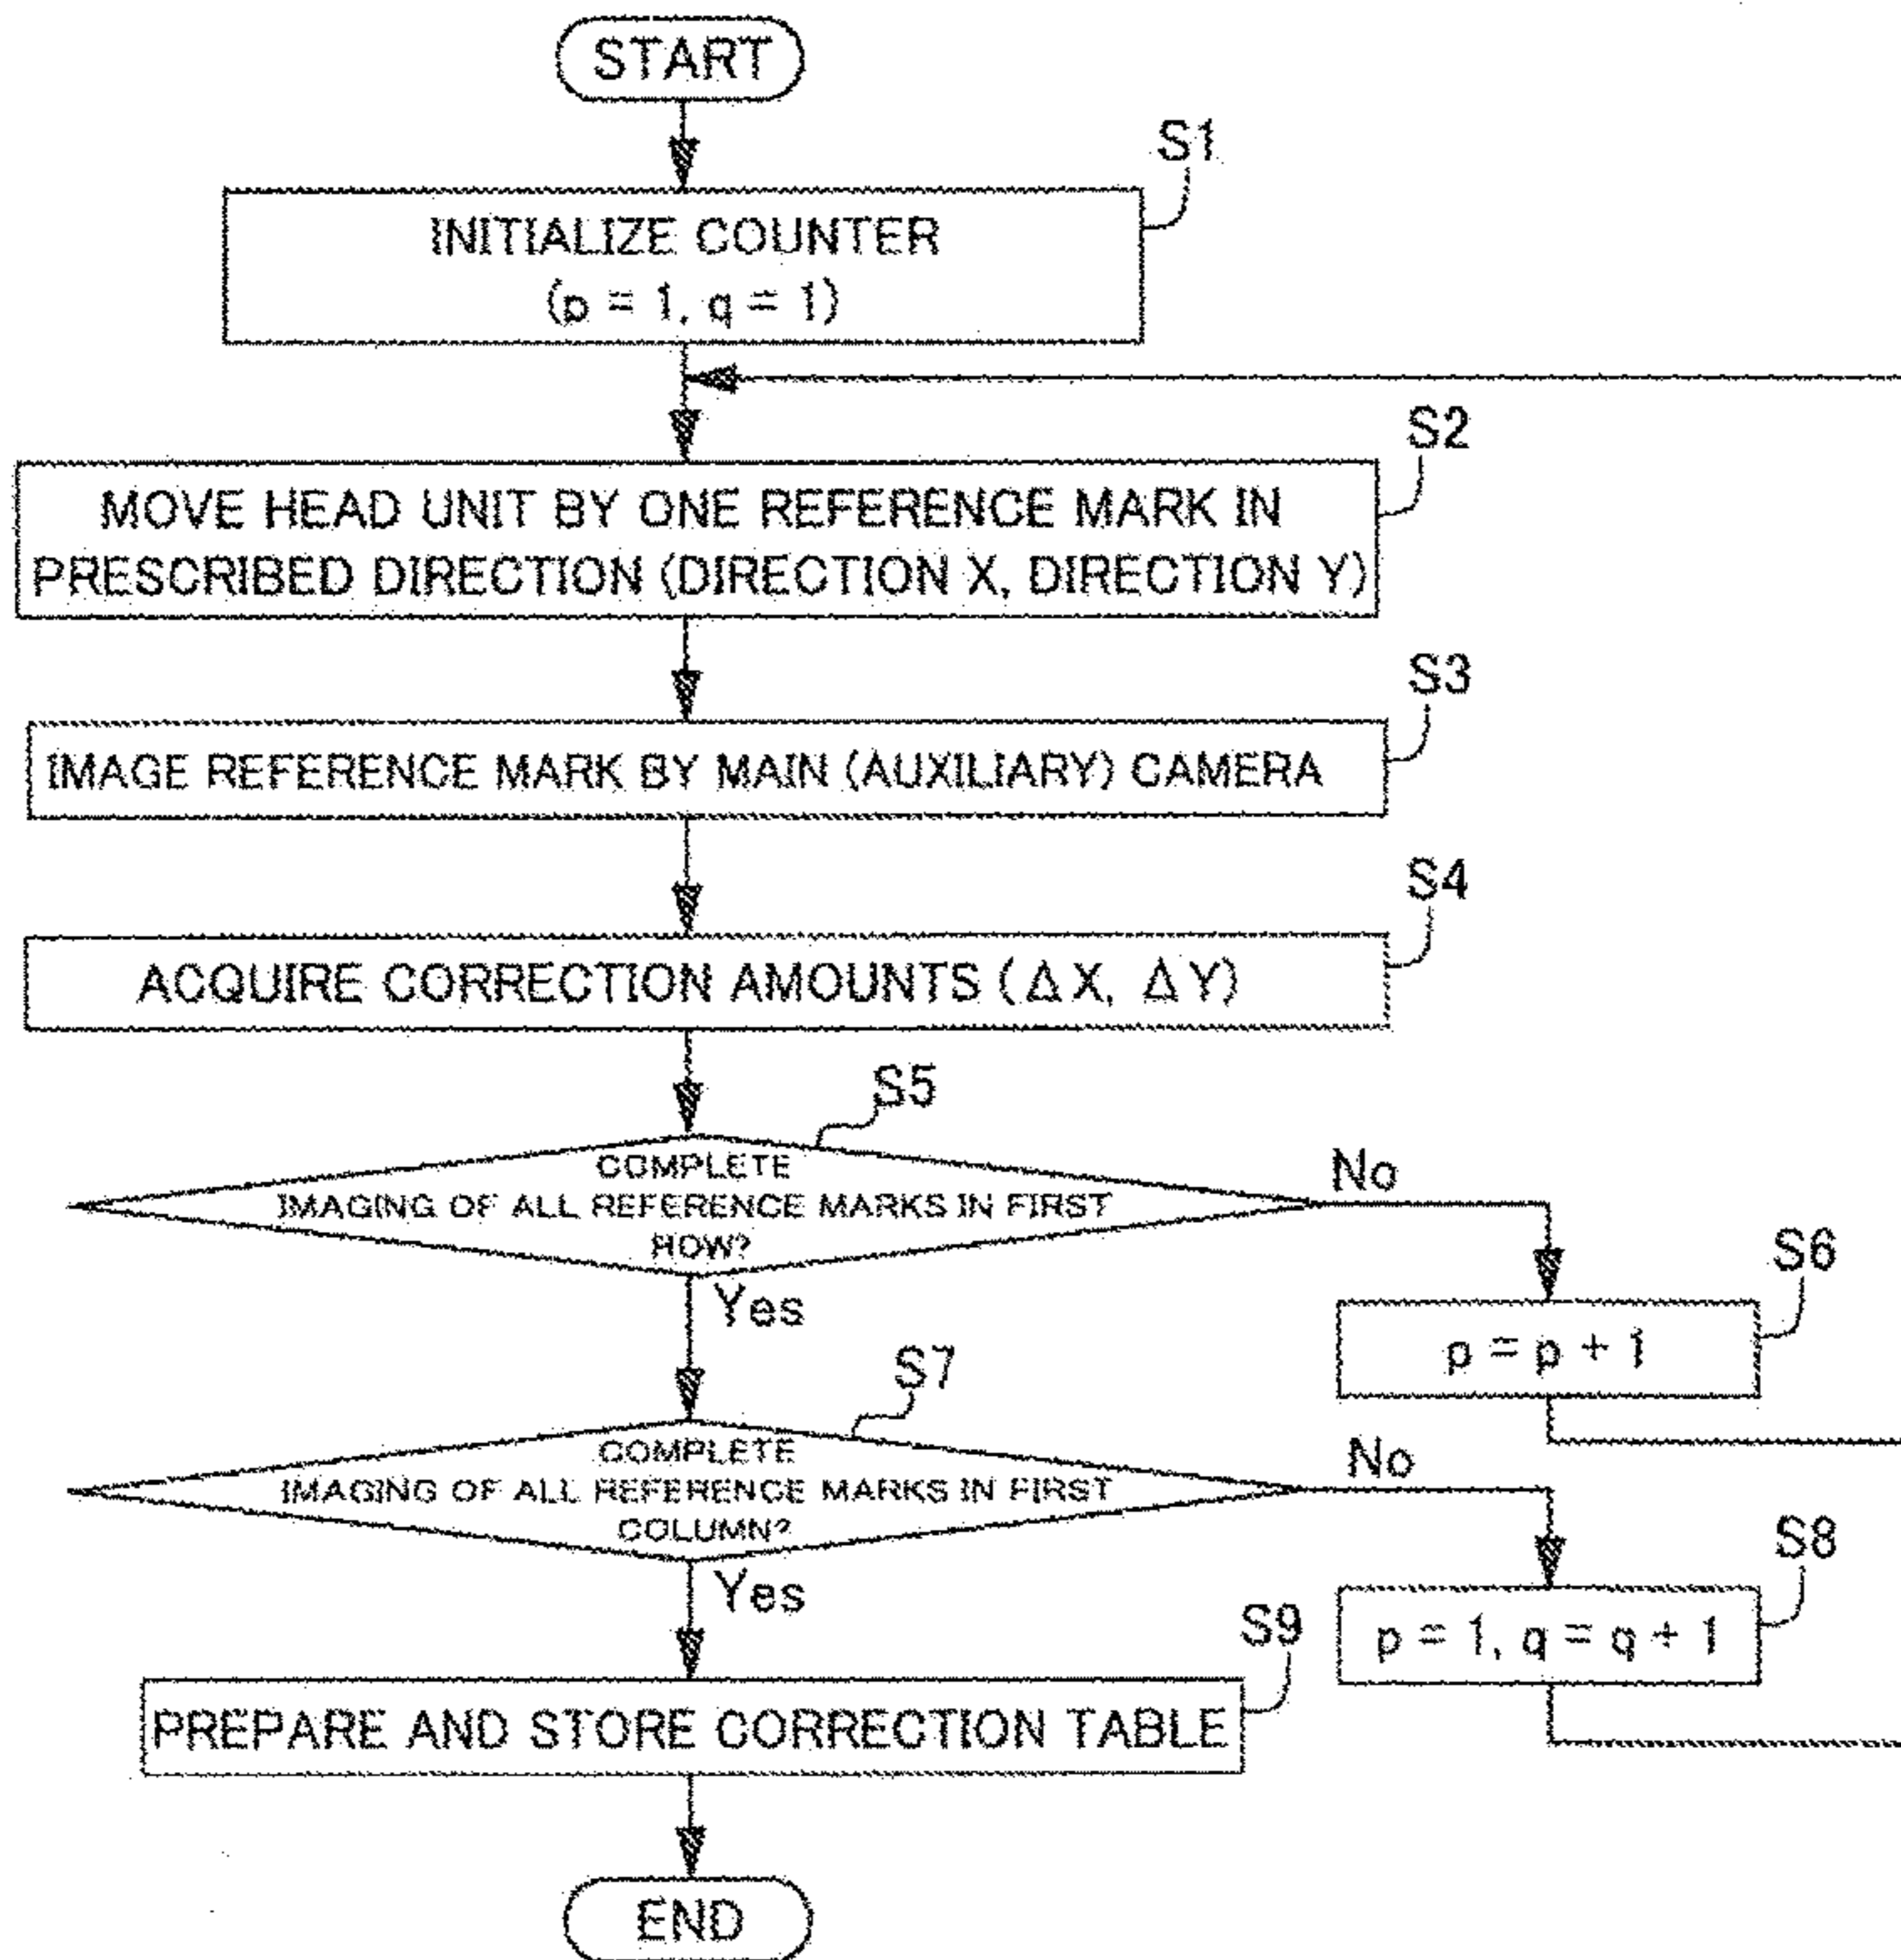 START
S1
INITIALIZE COUNTER
(p = 1, q = 1)
S2
MOVE HEAD UNIT BY ONE REFERENCE MARK IN
PRESCRIBED DIRECTION (DIRECTION X, DIRECTION Y)
S3
IMAGE REFERENCE MARK BY MAIN (AUXILIARY) CAMERA
S4
ACQUIRE CORRECTION AMOUNTS (ΔX, ΔY)
S5
COMPLETE
IMAGING OF ALL REFERENCE MARKS IN FIRST
ROW?
No
Yes
S6
p = p + 1
S7
COMPLETE
IMAGING OF ALL REFERENCE MARKS IN FIRST
COLUMN?
No
Yes
S8
p = 1, q = q + 1
S9
PREPARE AND STORE CORRECTION TABLE
END